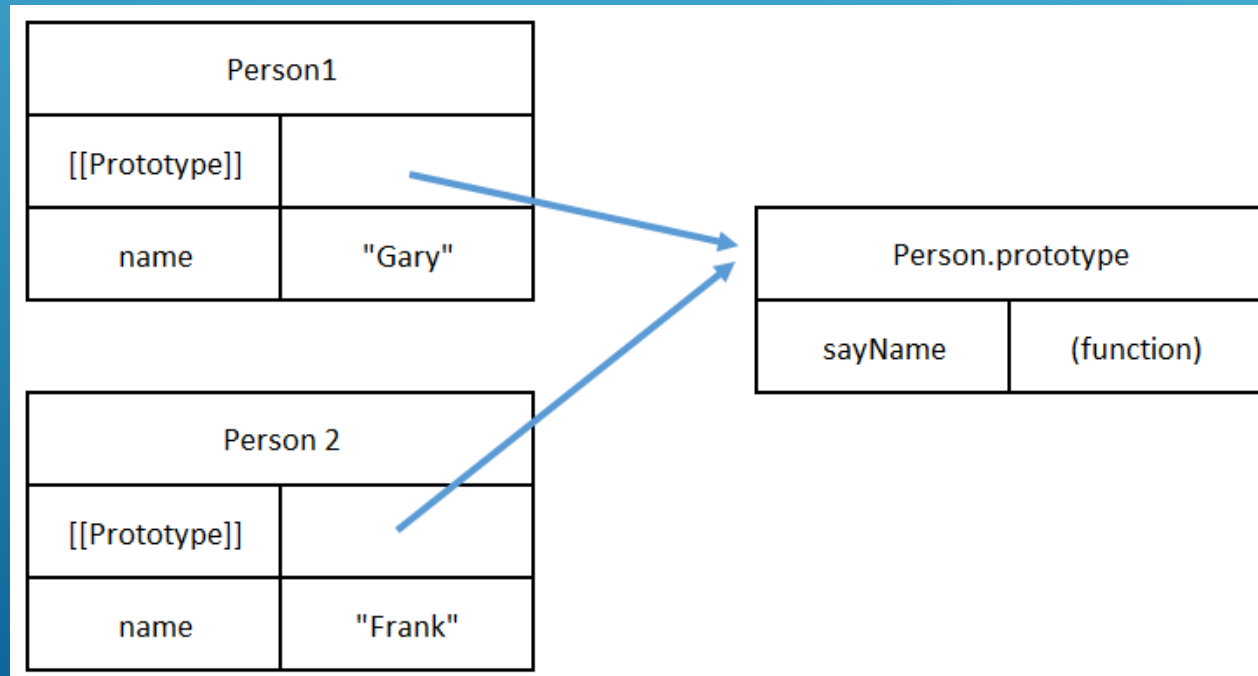 Person1
[[Prototype]]
name "Gary"
Person.prototype
sayName (function)
Person 2
[[Prototype]]
name "Frank"